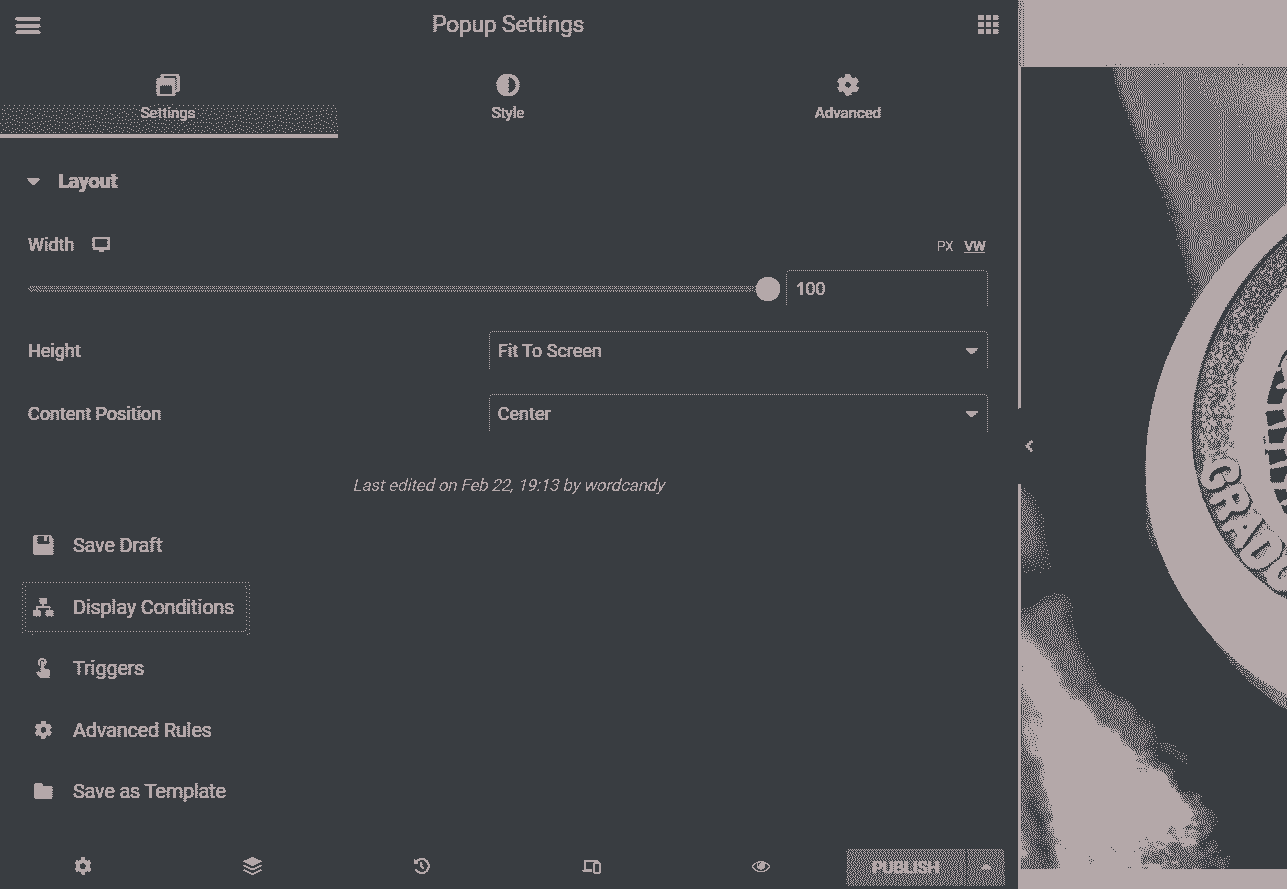 Popup Settings
Settings
Style
Advanced
Layout
Width
PX VW
100
Height
Fit To Screen
Content Position
Center
Last edited on Feb 22, 19:13 by wordcandy
Save Draft
Display Conditions
Triggers
Advanced Rules
Save as Template
PUBLISH